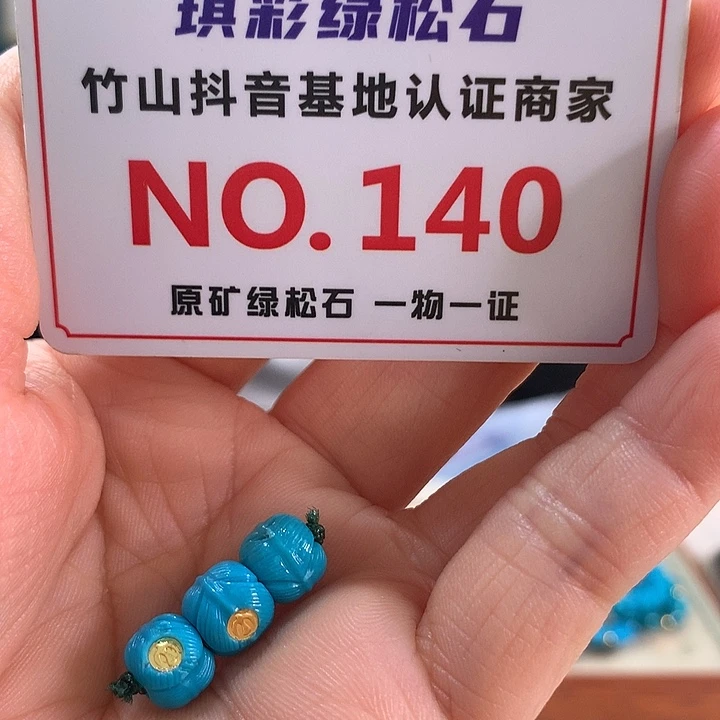 琪彩绿松石
竹山抖音基地认证商家
NO.140
原矿绿松石 一物一证